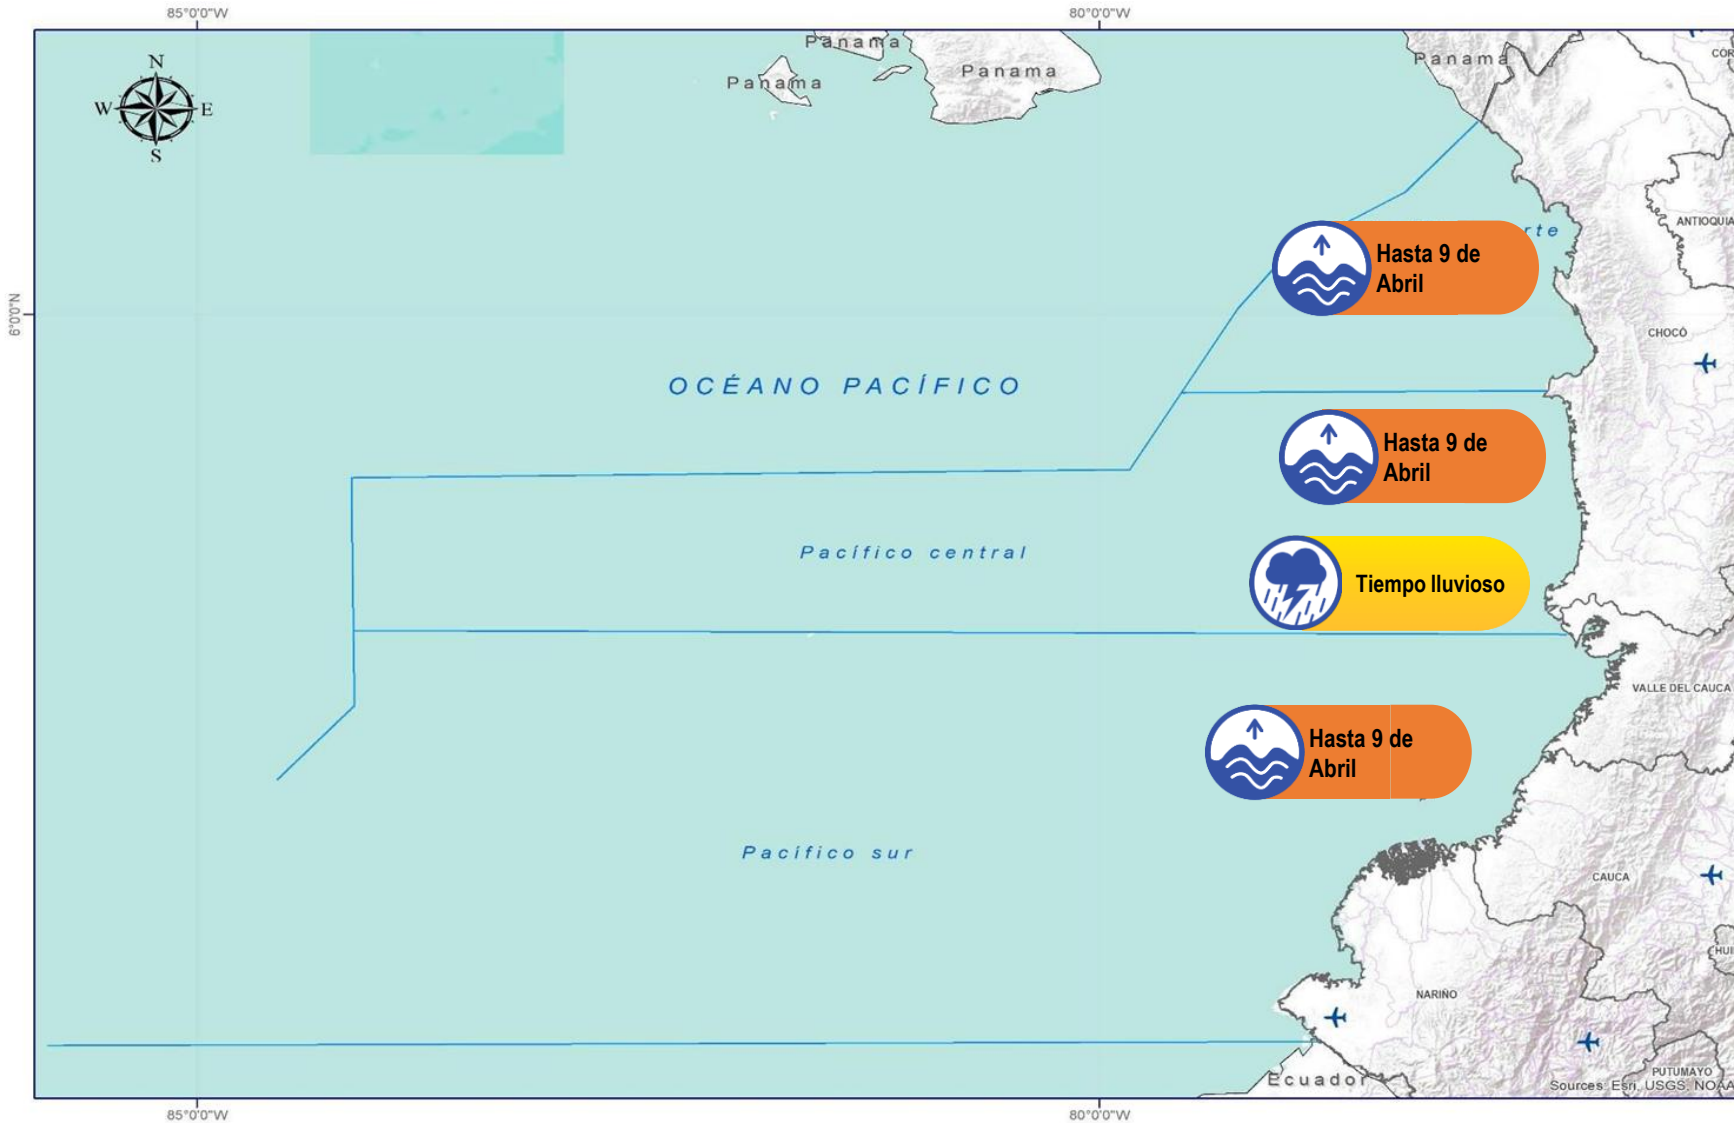 85°0'0"W
80°0'0"W
Panama
Panama
Panama
Panama
N
W
E
S
CÓR
ANTIOQUIA
rte
Hasta 9 de
Abril
6°0'0"N
CHOCÓ
OCÉANO PACÍFICO
Hasta 9 de
Abril
Pacífico central
Tiempo lluvioso
VALLE DEL CAUCA
Hasta 9 de
Abril
Pacífico sur
CAUCA
HUI
NARIÑO
PUTUMAYO
Ecuador
Sources: Esri, USGS, NOAA
85°0'0"W
80°0'0"W